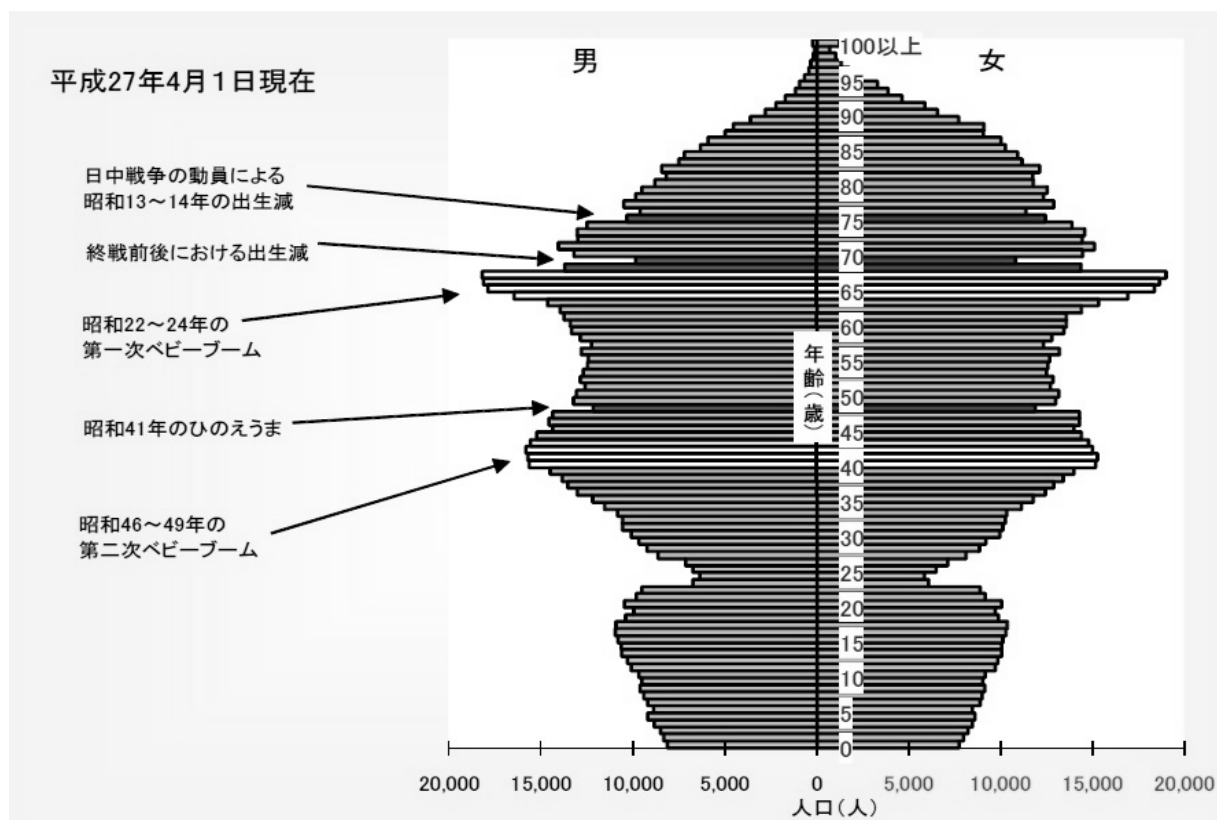 平成27年4月1日現在
男
女
日中戦争の動員による
昭和13～14年の出生減
終戦前後における出生減
昭和22～24年の
第一次ベビーブーム
昭和41年のひのえうま
昭和46～49年の
第二次ベビーブーム
100以上
95
90
85
80
75
70
65
60
55
50
45
40
35
30
25
20
15
10
5
0
年齢(歳)
20,000 15,000 10,000 5,000 0 5,000 10,000 15,000 20,000
人口(人)